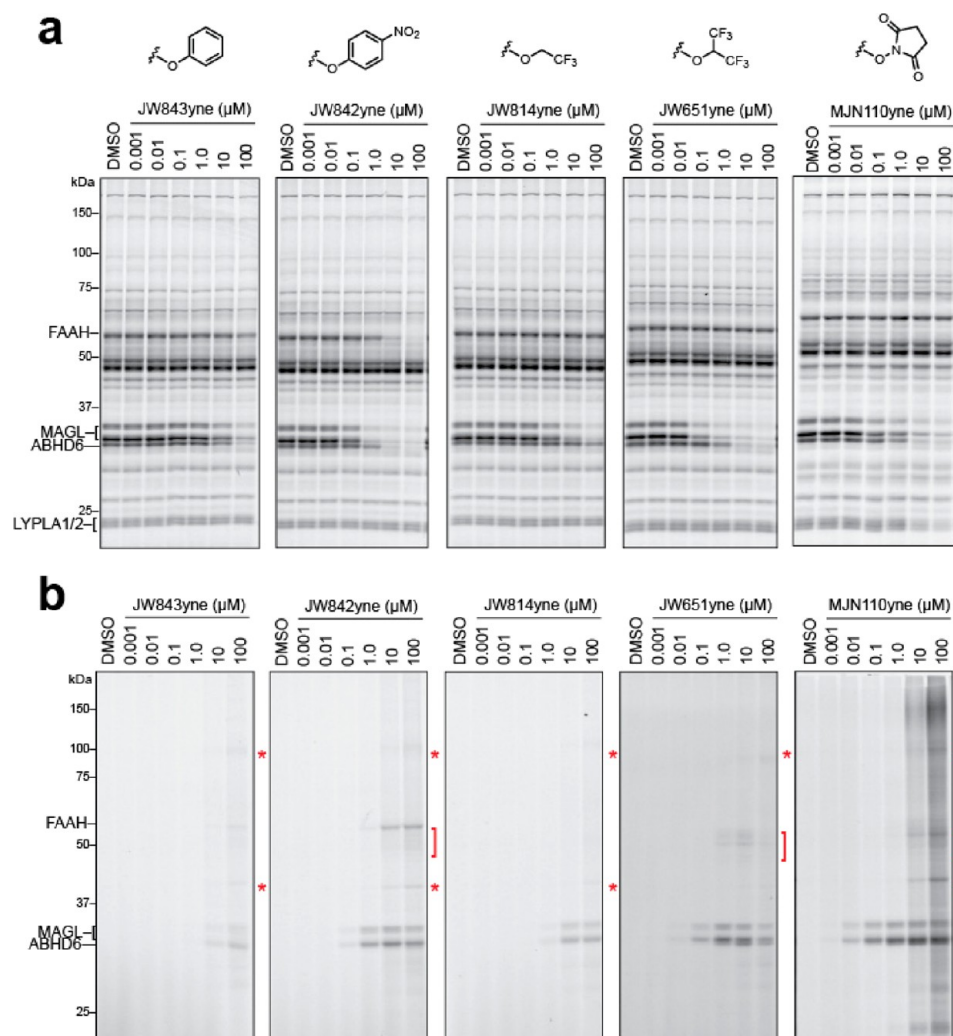 a
O
O
NO2
O
CF3
O
CF3
CF3
O
N
O
O
JW843yne (µM)
JW842yne (µM)
JW814yne (µM)
JW651yne (µM)
MJN110yne (µM)
DMSO 0.001 0.01 0.1 1.0 10 100
DMSO 0.001 0.01 0.1 1.0 10 100
DMSO 0.001 0.01 0.1 1.0 10 100
DMSO 0.001 0.01 0.1 1.0 10 100
DMSO 0.001 0.01 0.1 1.0 10 100
kDa
150
100
75
FAAH
50
37
MAGL-[
ABHD6
25
LYPLA1/2-[
b
JW843yne (µM)
JW842yne (µM)
JW814yne (µM)
JW651yne (µM)
MJN110yne (µM)
DMSO 0.001 0.01 0.1 1.0 10 100
DMSO 0.001 0.01 0.1 1.0 10 100
DMSO 0.001 0.01 0.1 1.0 10 100
DMSO 0.001 0.01 0.1 1.0 10 100
DMSO 0.001 0.01 0.1 1.0 10 100
kDa
150
100 * * * *
75
FAAH
50 ] ]
37 * * *
MAGL-[
ABHD6
25